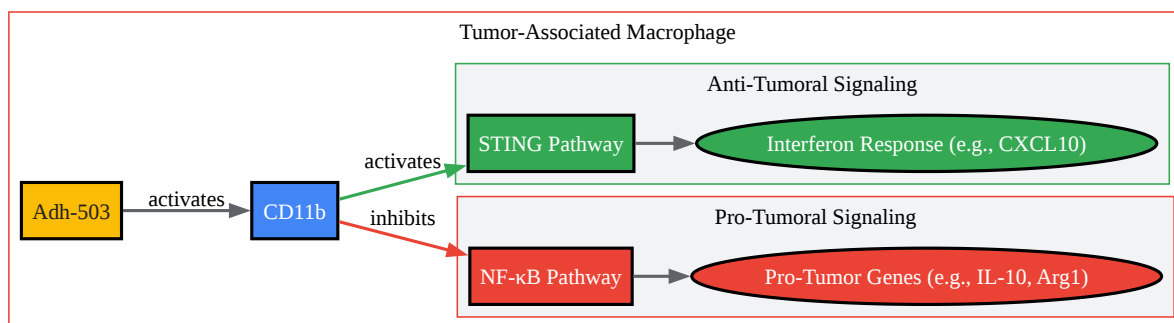 Tumor-Associated Macrophage
Anti-Tumoral Signaling
STING Pathway
Interferon Response (e.g., CXCL10)
activates
Adh-503
activates
CD11b
inhibits
Pro-Tumoral Signaling
NF-κB Pathway
Pro-Tumor Genes (e.g., IL-10, Arg1)